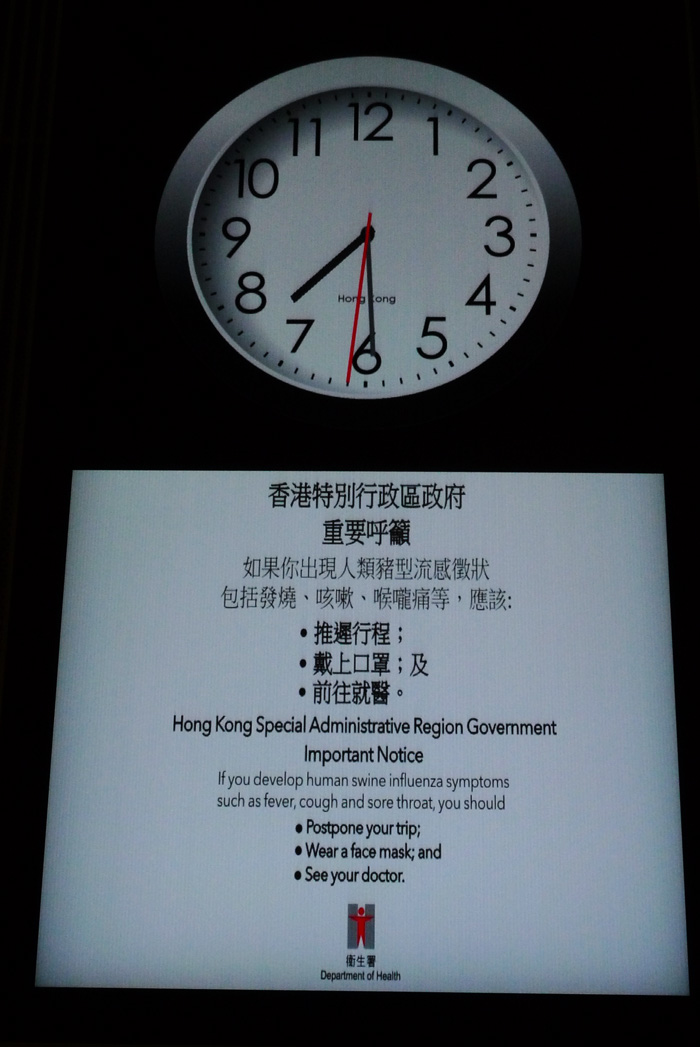 12
11
1
10
2
9
3
8
4
7
5
6
Hong Kong
香港特別行政區政府
重要呼籲
如果你出現人類豬型流感徵狀
包括發燒、咳嗽、喉嚨痛等，應該:
• 推遲行程；
• 戴上口罩；及
• 前往就醫。
Hong Kong Special Administrative Region Government
Important Notice
If you develop human swine influenza symptoms
such as fever, cough and sore throat, you should
• Postpone your trip;
• Wear a face mask; and
• See your doctor.
衞生署
Department of Health